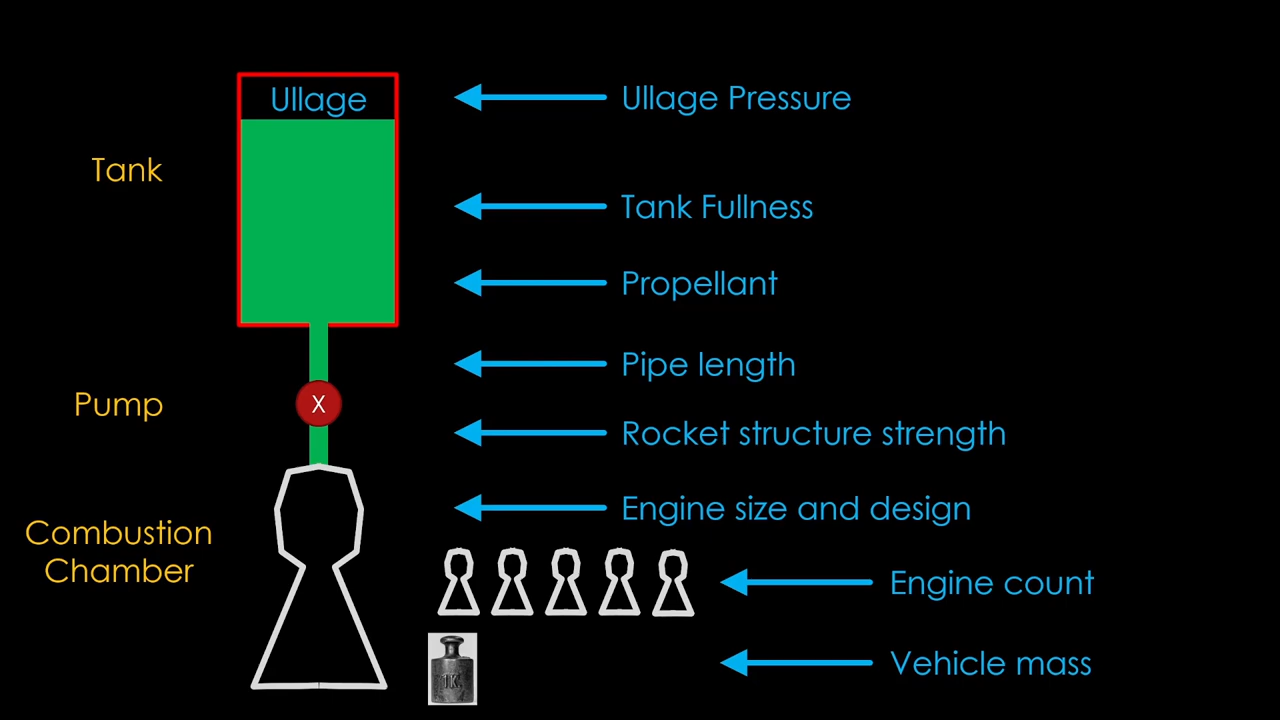 Ullage
Ullage Pressure
Tank
Tank Fullness
Propellant
Pipe length
Pump
X
Rocket structure strength
Engine size and design
Combustion
Chamber
Engine count
Vehicle mass
1K